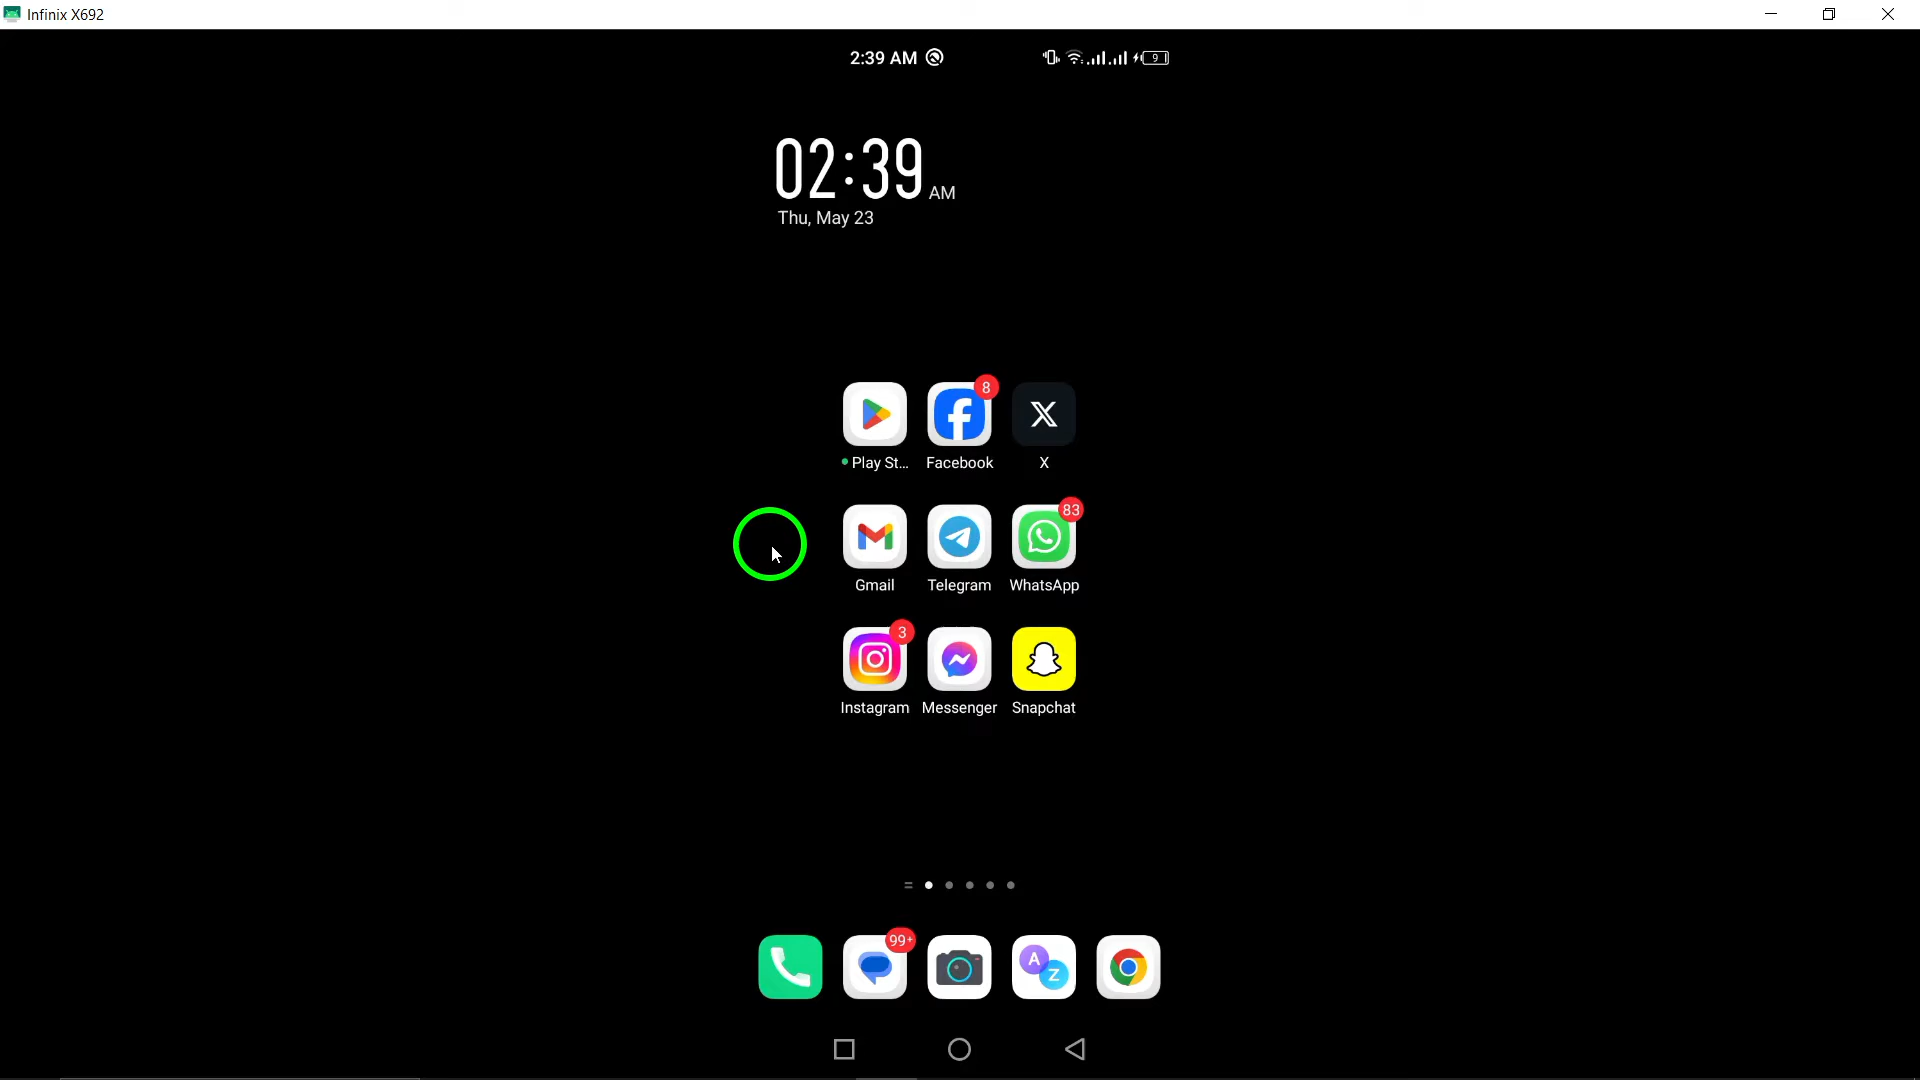 Infinix X692
2:39 AM
9
02:39 AM
Thu, May 23
8
Play St...
Facebook
X
83
Gmail
Telegram
WhatsApp
3
Instagram
Messenger
Snapchat
99+
A
Z